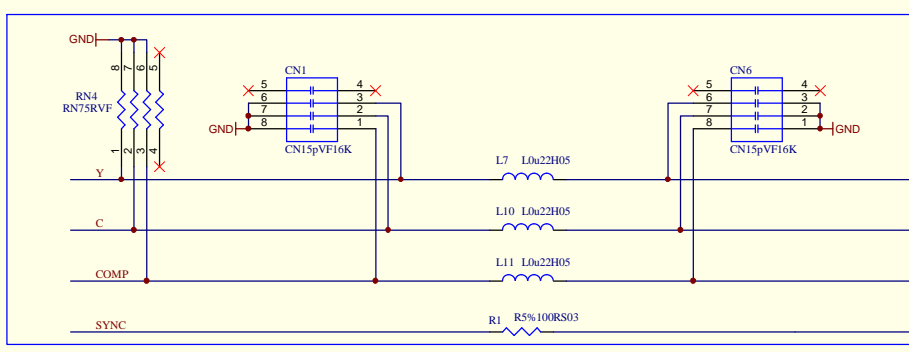 GND
8 7 6 5
RN4
RN75RVF
1 2 3 4
CN1
5 4
6 3
7 2
GND 8 1
CN15pVF16K
CN6
5 4
6 3
7 2
8 1 GND
CN15pVF16K
Y
L7 L0u22H05
C
L10 L0u22H05
COMP
L11 L0u22H05
SYNC
R1 R5%100RS03